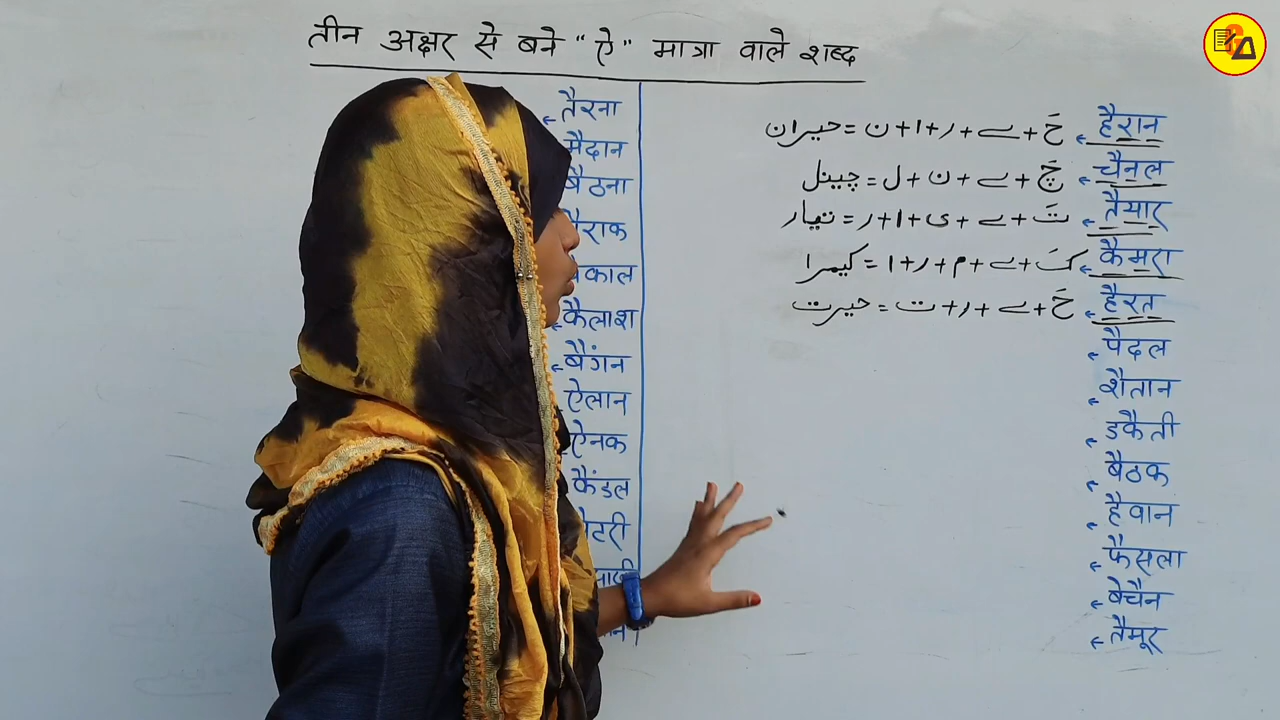 तीन अक्षर से बने "ऐ" मात्रा वाले शब्द
तैरना
मैदान
बैठना
कैलाश
बैंगन
ऐलान
ऐनक
कैंडल
हैरान
حَ + ے + ر + ا + ن = حیران
चैनल
چَ + ے + ن + ل = چینل
तैयार
تَ + ے + ی + ا + ر = تیار
कैमरा
کَ + ے + م + ر + ا = کیمرا
हैरत
حَ + ے + ر + ت = حیرت
पैदल
शैतान
डकैती
बैठक
हैवान
फैसला
बेचैन
तैमूर